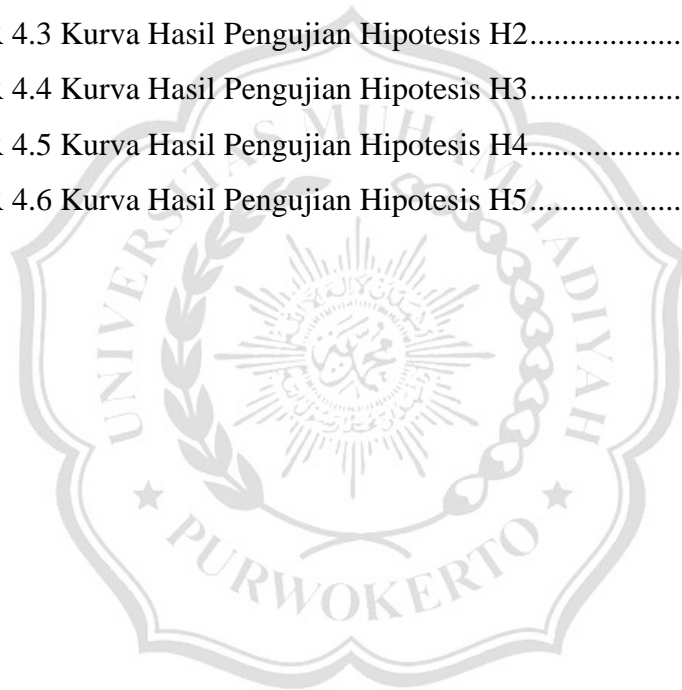 R 4.3 Kurva Hasil Pengujian Hipotesis H2....................
R 4.4 Kurva Hasil Pengujian Hipotesis H3....................
R 4.5 Kurva Hasil Pengujian Hipotesis H4....................
R 4.6 Kurva Hasil Pengujian Hipotesis H5....................
UNIVERSITAS MUHAMMADIYAH
PURWOKERTO